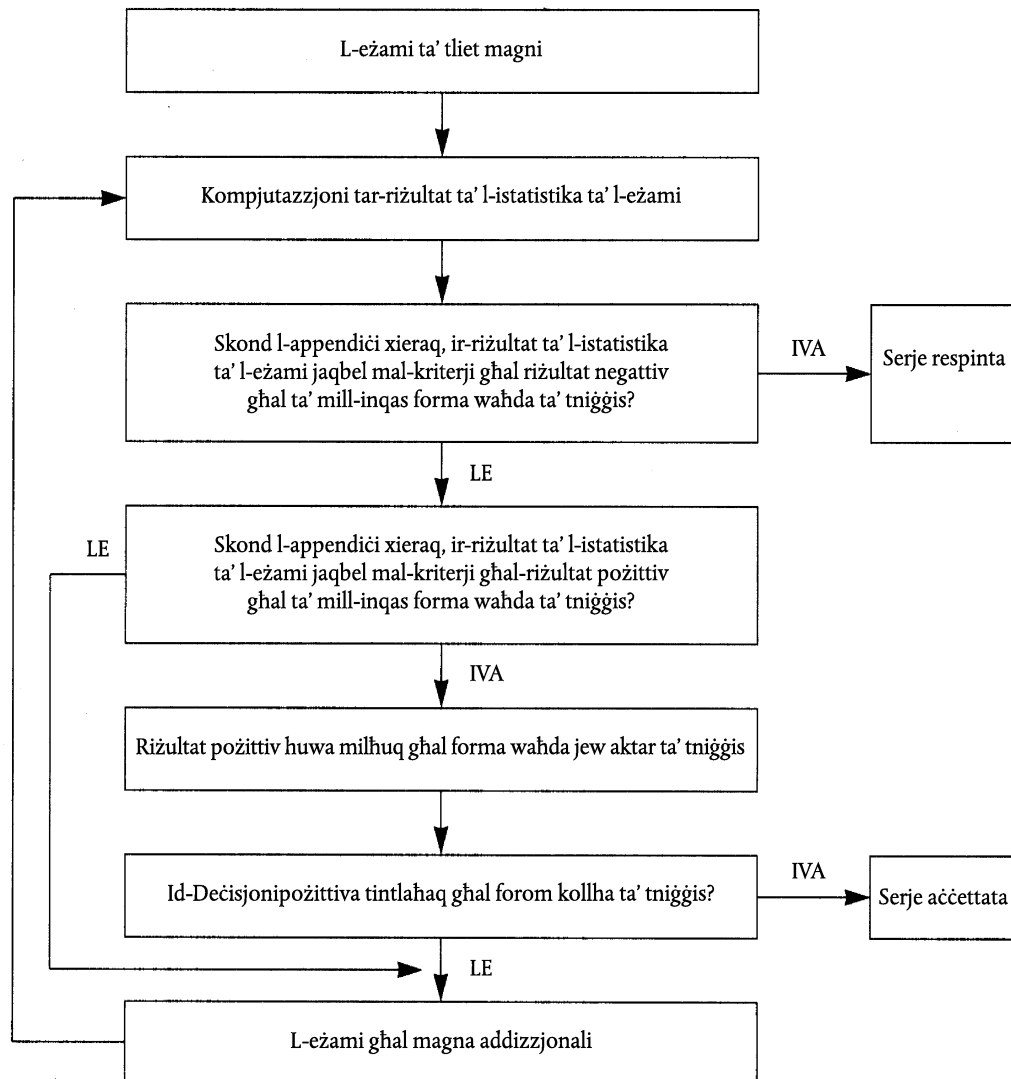 L-eżami ta’ tliet magni
Kompjutazzjoni tar-riżultat ta’ l-istatistika ta’ l-eżami
Skond l-appendiċi xieraq, ir-riżultat ta’ l-istatistika
ta’ l-eżami jaqbel mal-kriterji għal riżultat negattiv
għal ta’ mill-inqas forma waħda ta’ tniġġis?
IVA
Serje respinta
LE
LE
Skond l-appendiċi xieraq, ir-riżultat ta’ l-istatistika
ta’ l-eżami jaqbel mal-kriterji għal-riżultat pożittiv
għal ta’ mill-inqas forma waħda ta’ tniġġis?
IVA
Riżultat pożittiv huwa milħuq għal forma waħda jew aktar ta’ tniġġis
Id-Deċisjonipożittiva tintlaħaq għal forom kollha ta’ tniġġis?
IVA
Serje aċċettata
LE
L-eżami għal magna addizzjonali